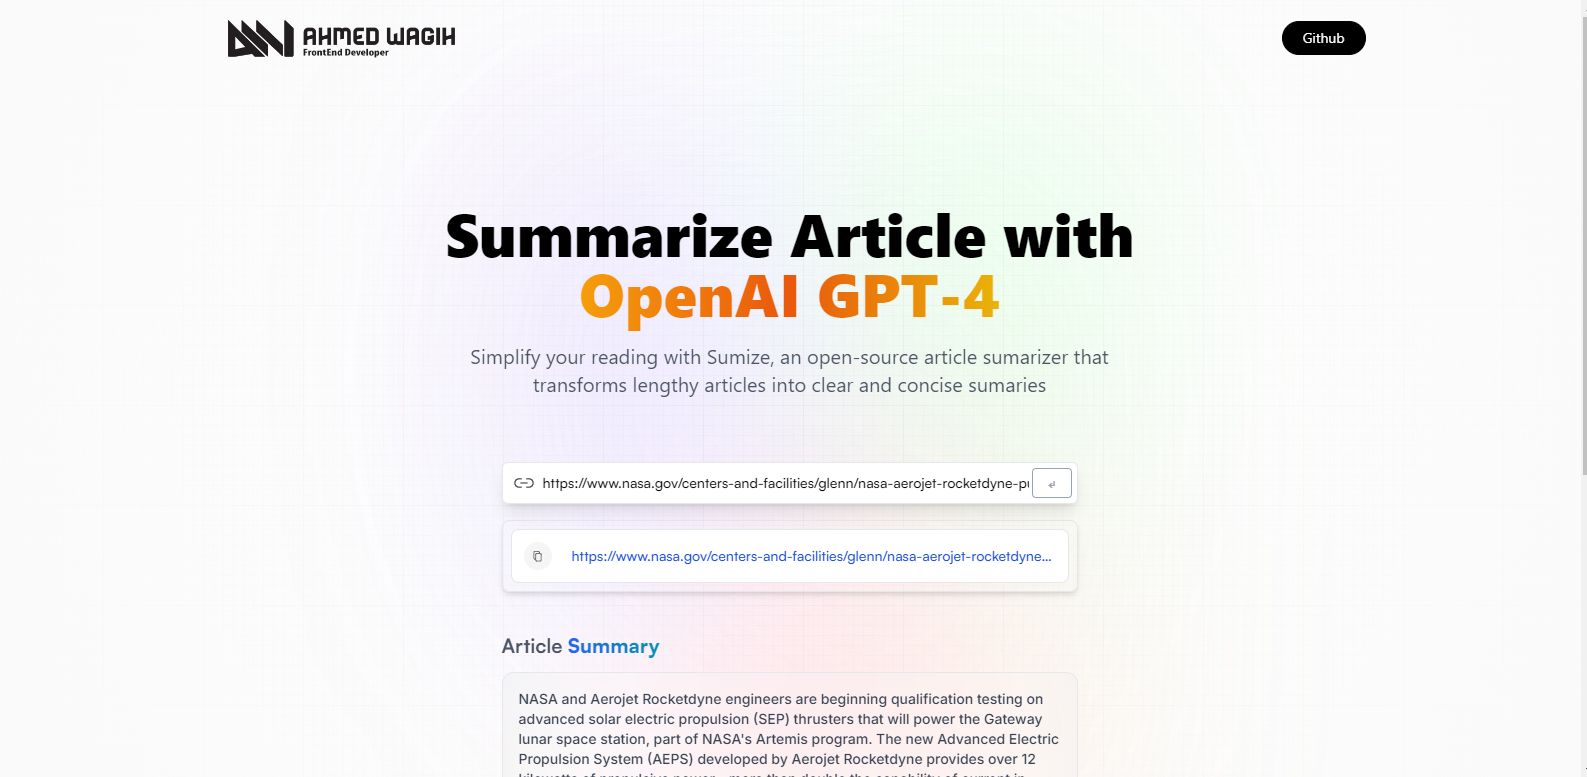 AHMED WAGIH
FrontEnd Developer
Github
Summarize Article with
OpenAI GPT-4
Simplify your reading with Sumize, an open-source article sumarizer that
transforms lengthy articles into clear and concise sumaries
https://www.nasa.gov/centers-and-facilities/glenn/nasa-aerojet-rocketdyne-pu
https://www.nasa.gov/centers-and-facilities/glenn/nasa-aerojet-rocketdyne...
Article Summary
NASA and Aerojet Rocketdyne engineers are beginning qualification testing on
advanced solar electric propulsion (SEP) thrusters that will power the Gateway
lunar space station, part of NASA's Artemis program. The new Advanced Electric
Propulsion System (AEPS) developed by Aerojet Rocketdyne provides over 12